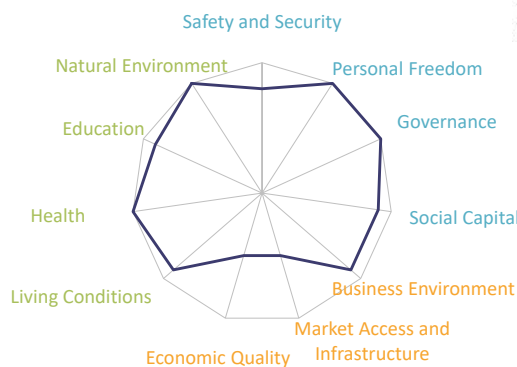 Safety and Security
Natural Environment
Personal Freedom
Education
Governance
Health
Social Capital
Living Conditions
Business Environment
Economic Quality
Market Access and
Infrastructure